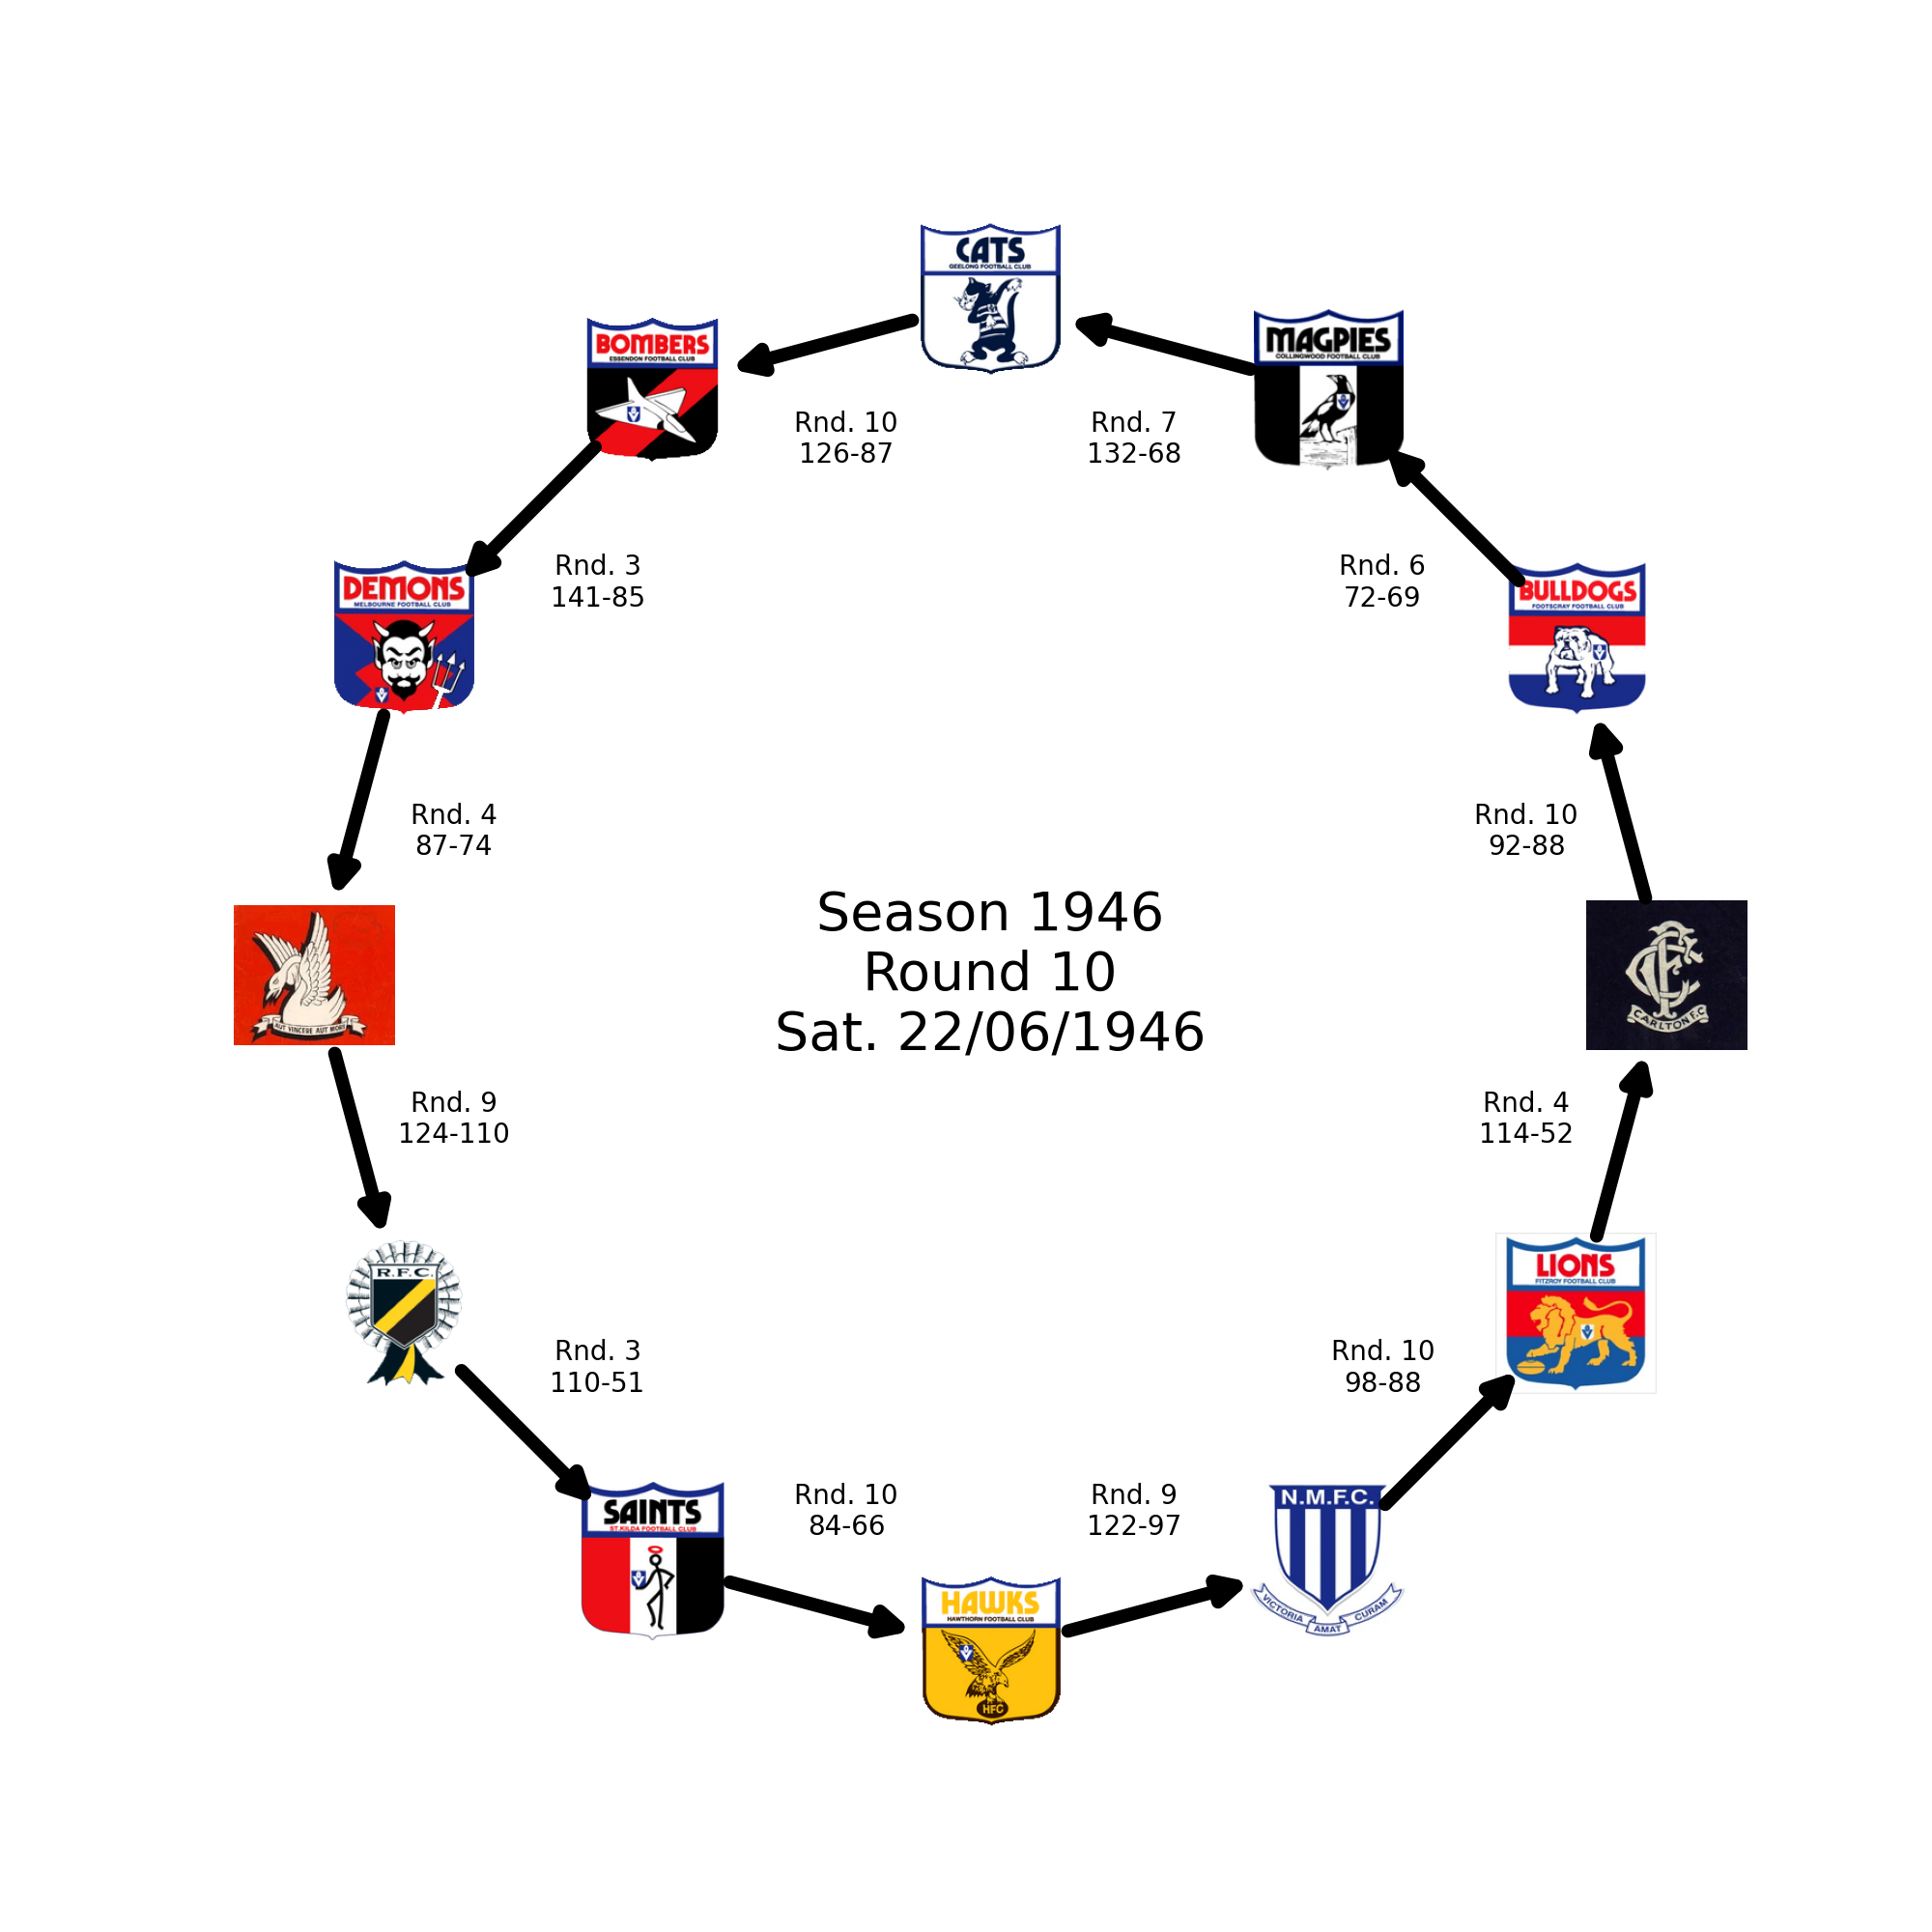 CATS
GEELONG FOOTBALL CLUB
MAGPIES
COLLINGWOOD FOOTBALL CLUB
BOMBERS
ESSENDON FOOTBALL CLUB
Rnd. 10
126-87
Rnd. 7
132-68
Rnd. 3
141-85
Rnd. 6
72-69
DEMONS
MELBOURNE FOOTBALL CLUB
BULLDOGS
FOOTSCRAY FOOTBALL CLUB
Rnd. 4
87-74
Rnd. 10
92-88
Season 1946
Round 10
Sat. 22/06/1946
AUT VINCERE AUT MORI
CFC
CARLTON F.C
Rnd. 9
124-110
Rnd. 4
114-52
R.F.C.
LIONS
FITZROY FOOTBALL CLUB
Rnd. 3
110-51
Rnd. 10
98-88
Rnd. 10
84-66
Rnd. 9
122-97
SAINTS
ST.KILDA FOOTBALL CLUB
N.M.F.C.
VICTORIA AMAT CURAM
HAWKS
HAWTHORN FOOTBALL CLUB
HFC